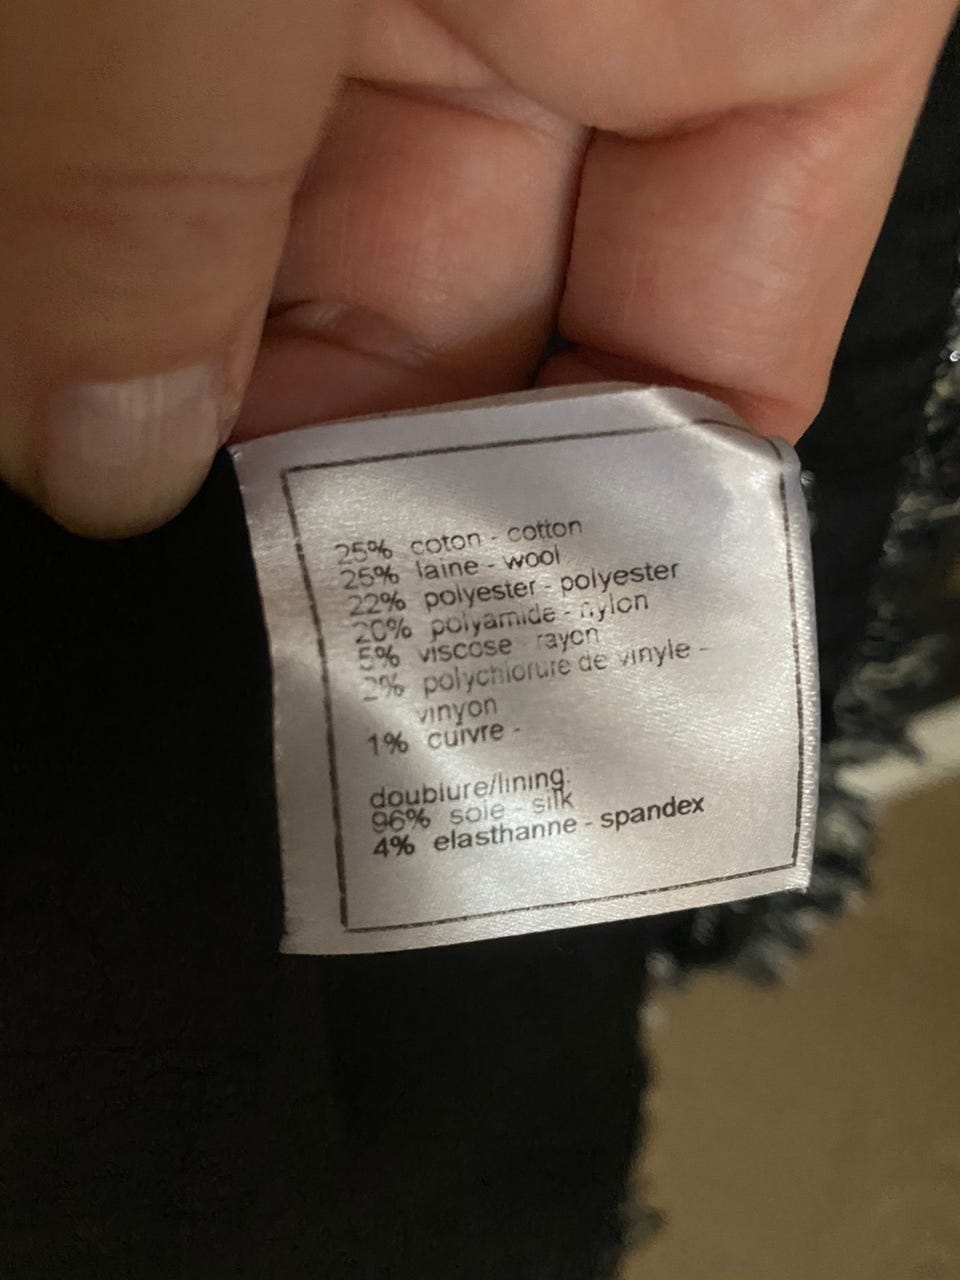 25% coton - cotton
25% laine - wool
22% polyester - polyester
20% polyamide - nylon
5% viscose rayon
2% polychlorure de vinyle -
vinyon
1% cuivre -
doublure/lining:
96% soie - silk
4% elasthanne - spandex